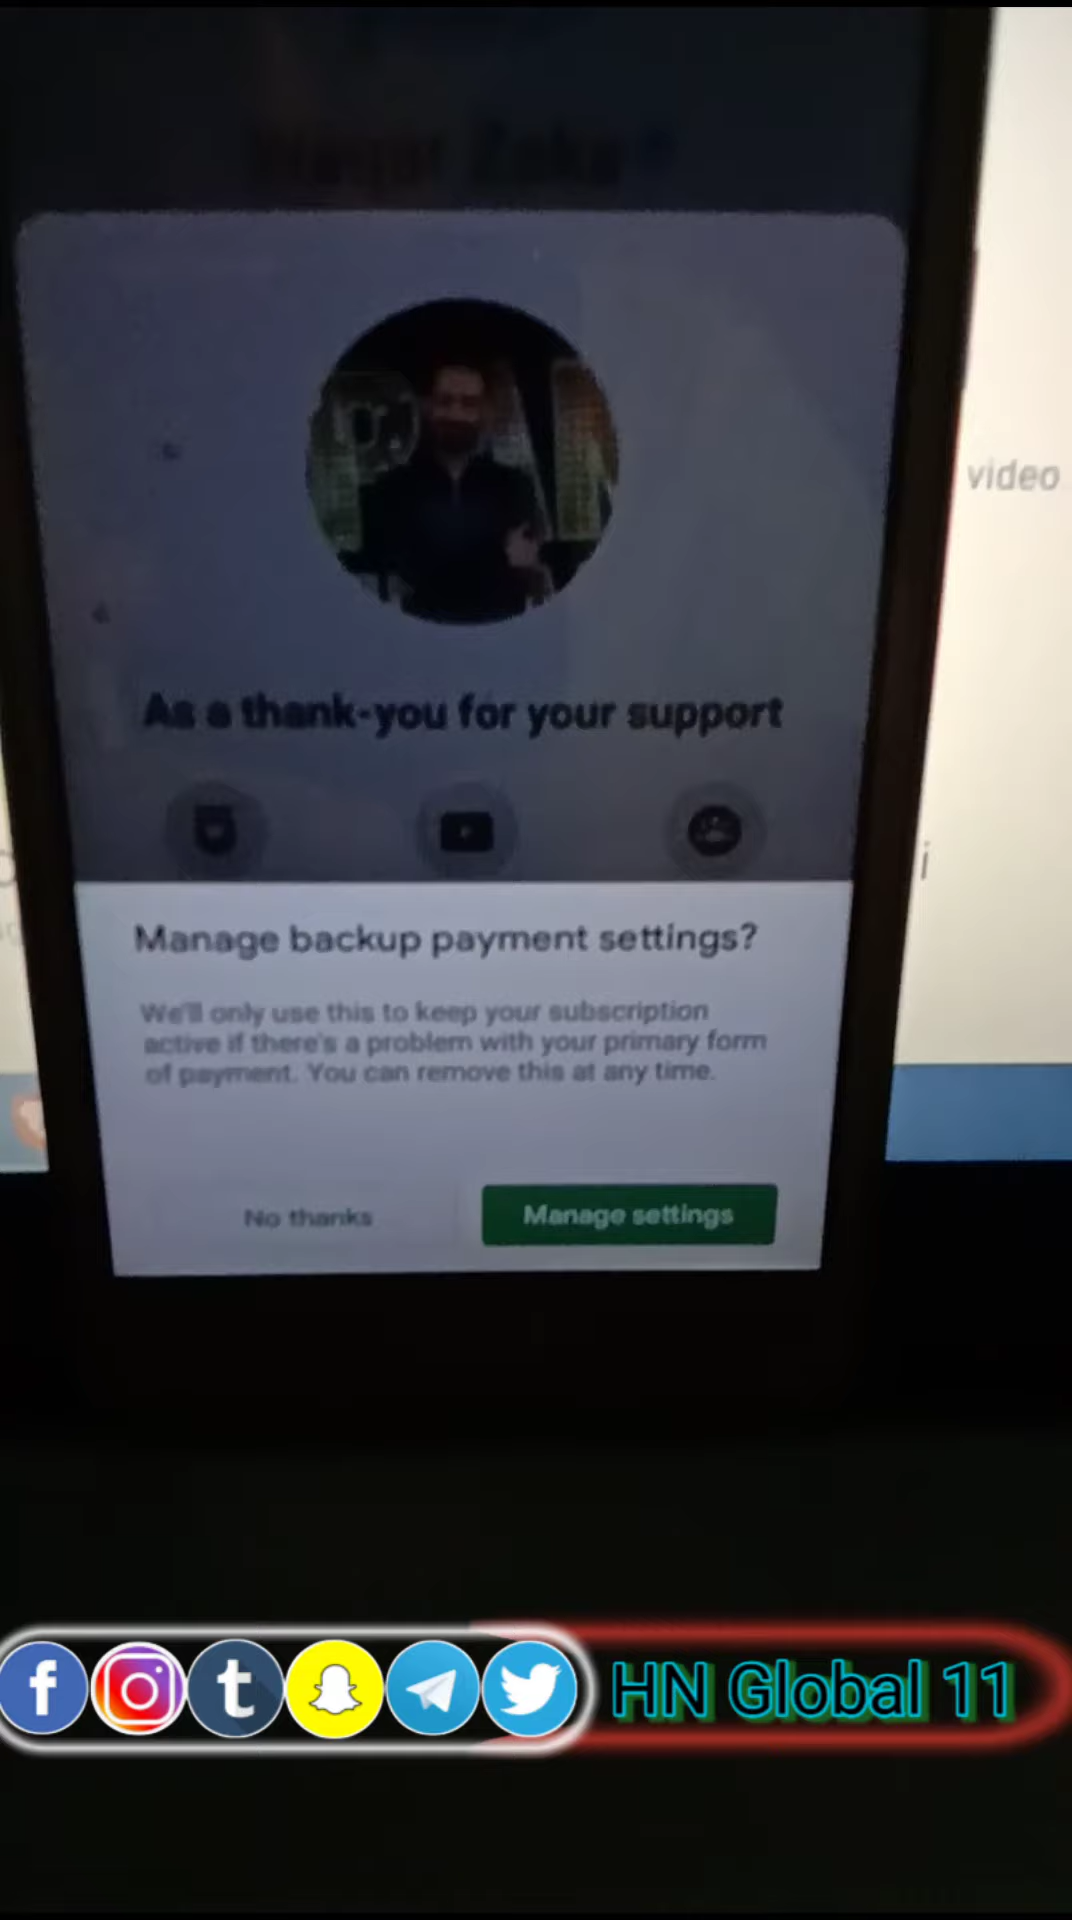 As a thank-you for your support
video
i
Manage backup payment settings?
We'll only use this to keep your subscription
active if there's a problem with your primary form
of payment. You can remove this at any time.
No thanks
Manage settings
HN Global 11